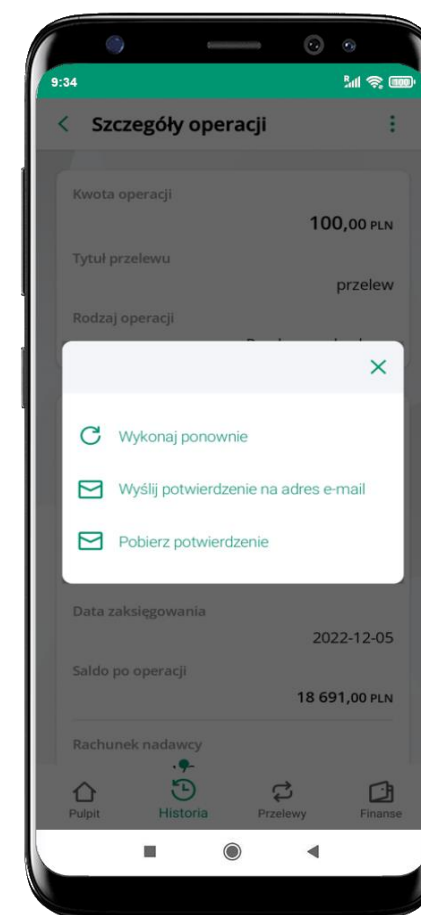 9:34
R
100
Szczegóły operacji
Kwota operacji
100,00 PLN
Tytuł przelewu
przelew
Rodzaj operacji
Wykonaj ponownie
Wyślij potwierdzenie na adres e-mail
Pobierz potwierdzenie
Data zaksięgowania
2022-12-05
Saldo po operacji
18 691,00 PLN
Rachunek nadawcy
Pulpit Historia Przelewy Finanse